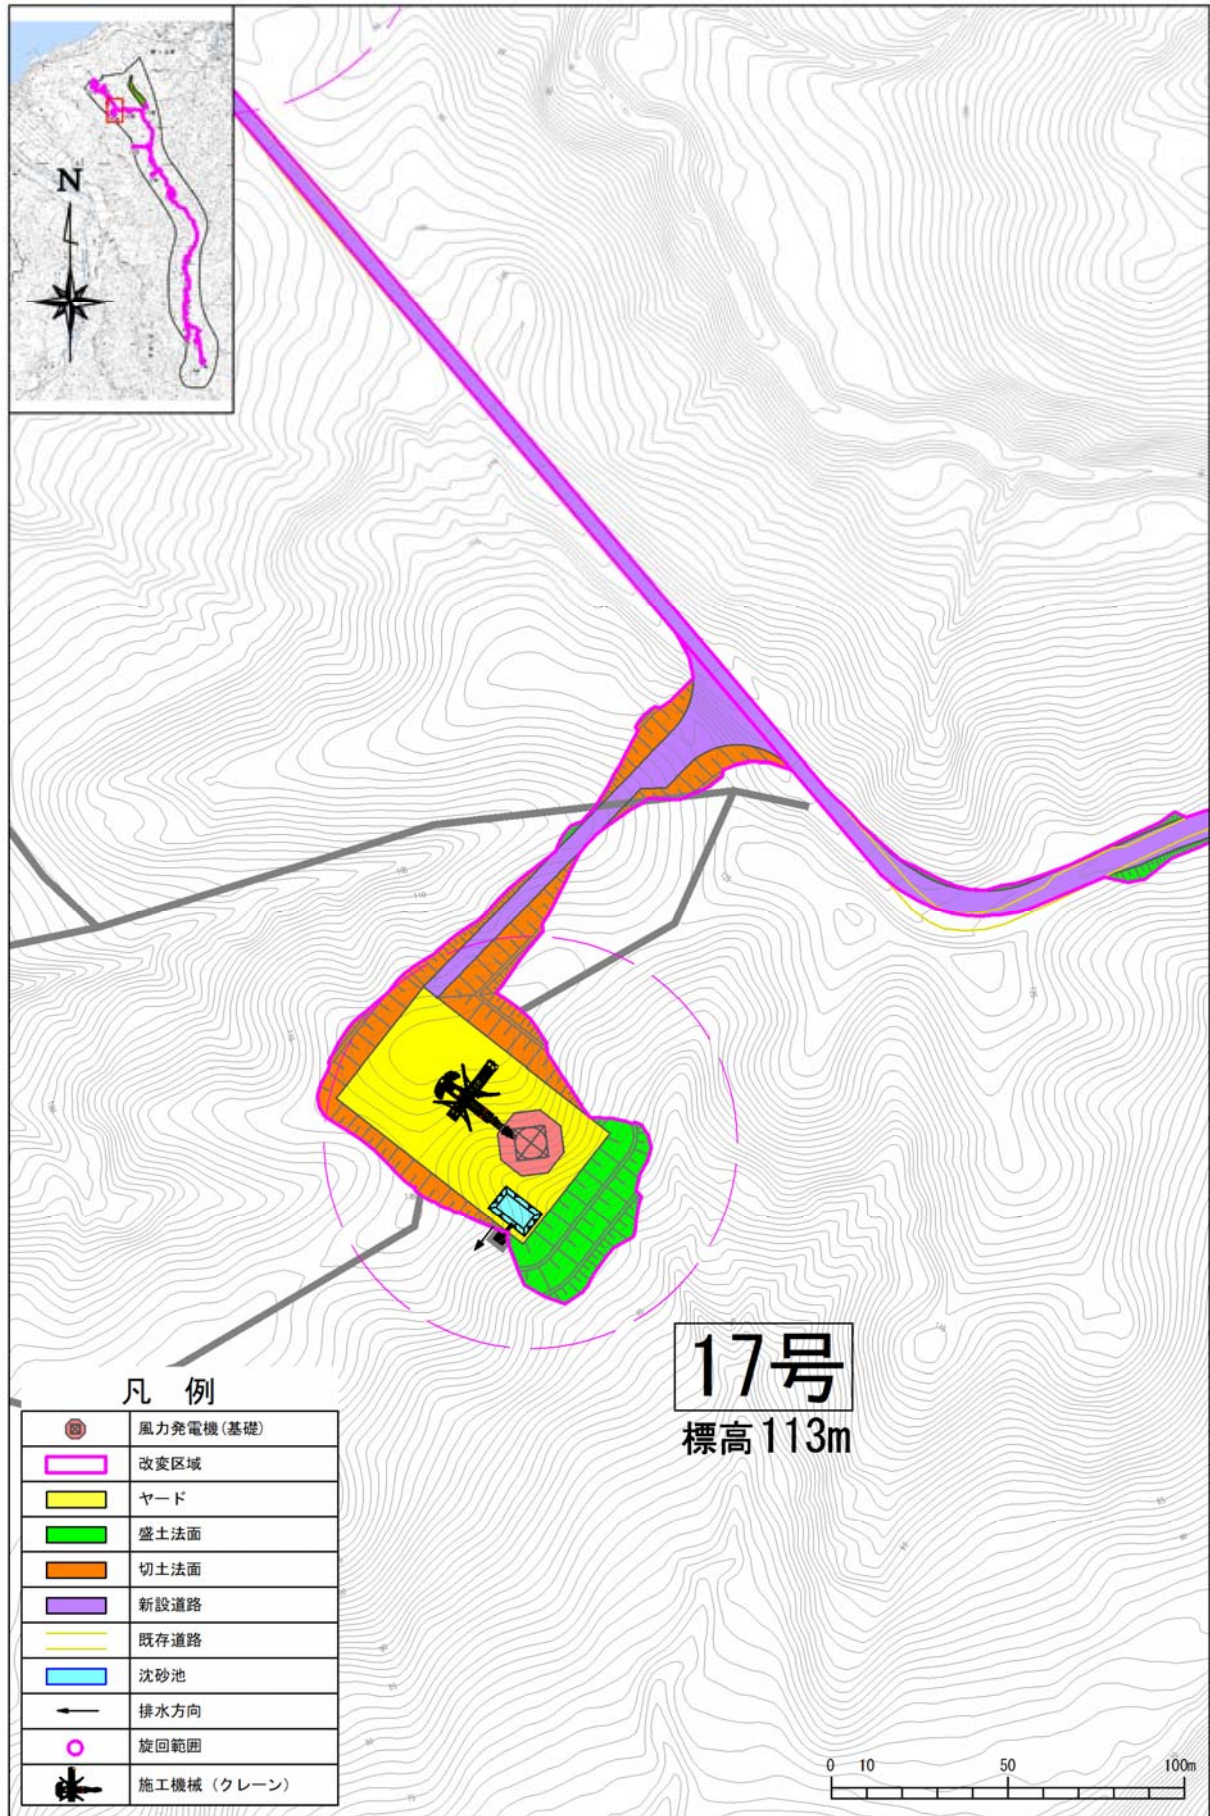 N
17号
標高113m
凡 例
風力発電機(基礎)
改変区域
ヤード
盛土法面
切土法面
新設道路
既存道路
沈砂池
排水方向
旋回範囲
施工機械(クレーン)
0 10 50 100m